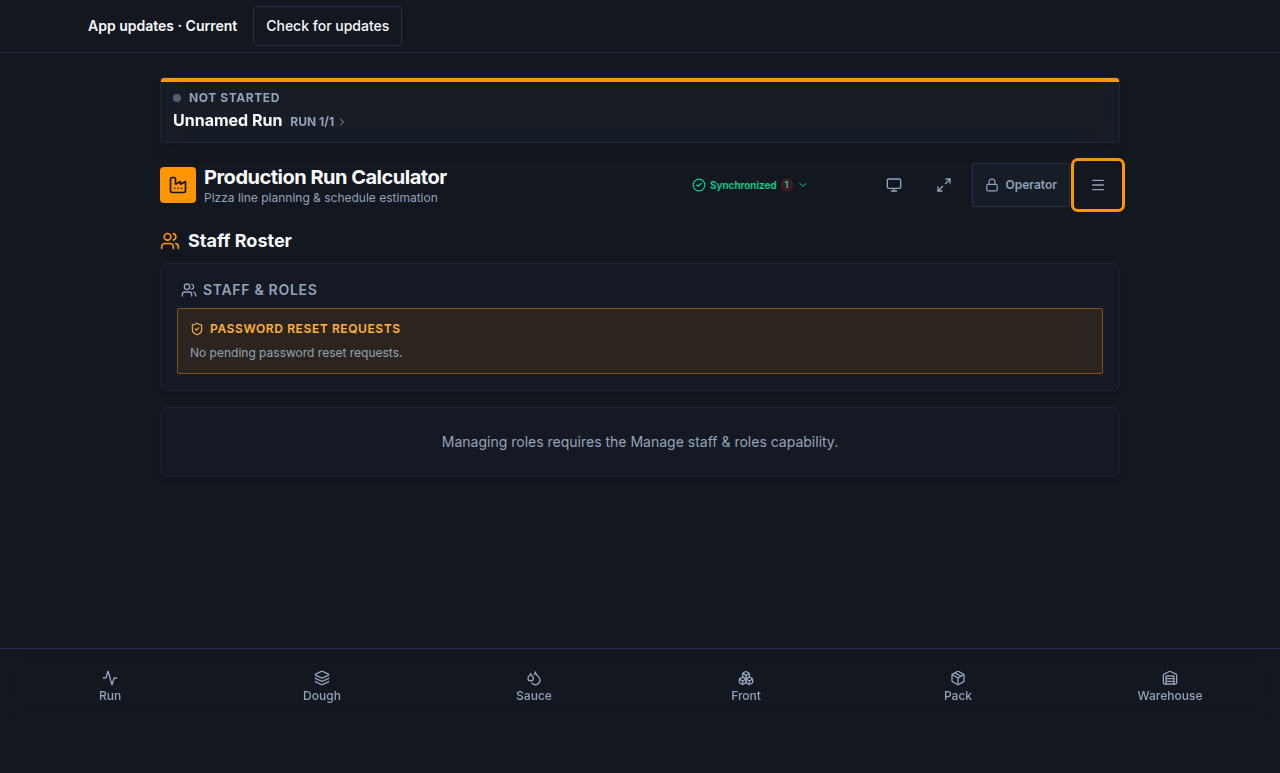 App updates · Current
Check for updates
NOT STARTED
Unnamed Run RUN 1/1
Production Run Calculator
Pizza line planning & schedule estimation
Synchronized 1
Operator
Staff Roster
STAFF & ROLES
PASSWORD RESET REQUESTS
No pending password reset requests.
Managing roles requires the Manage staff & roles capability.
Run
Dough
Sauce
Front
Pack
Warehouse